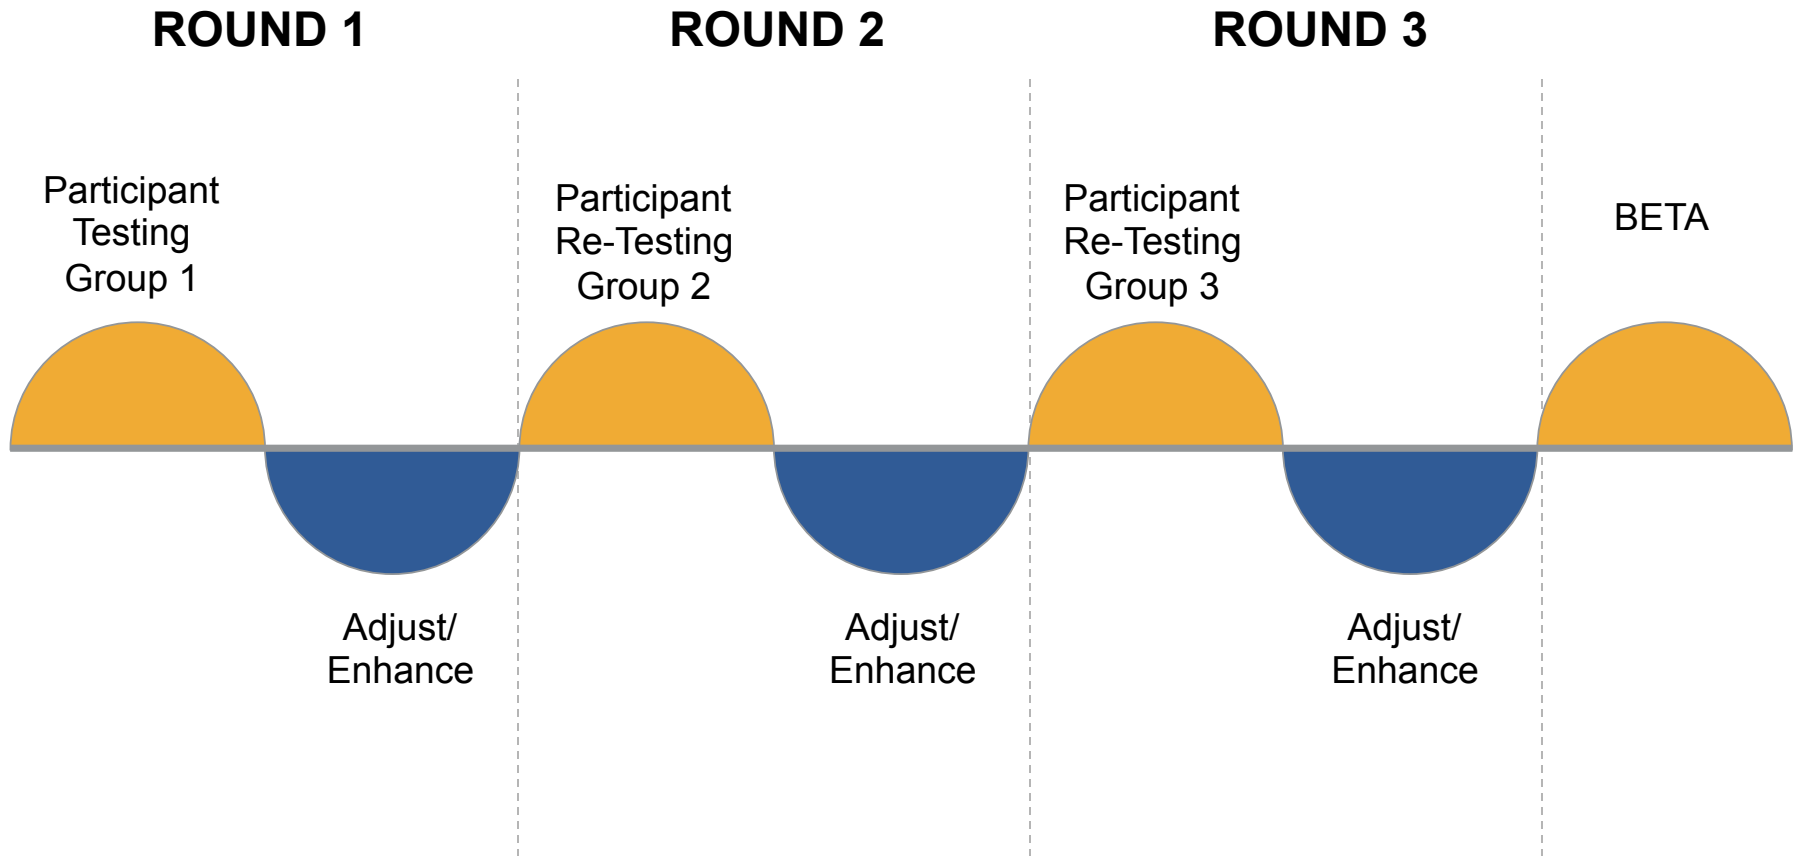 ROUND 1
ROUND 2
ROUND 3
Participant
Testing
Group 1
Participant
Re-Testing
Group 2
Participant
Re-Testing
Group 3
BETA
Adjust/
Enhance
Adjust/
Enhance
Adjust/
Enhance